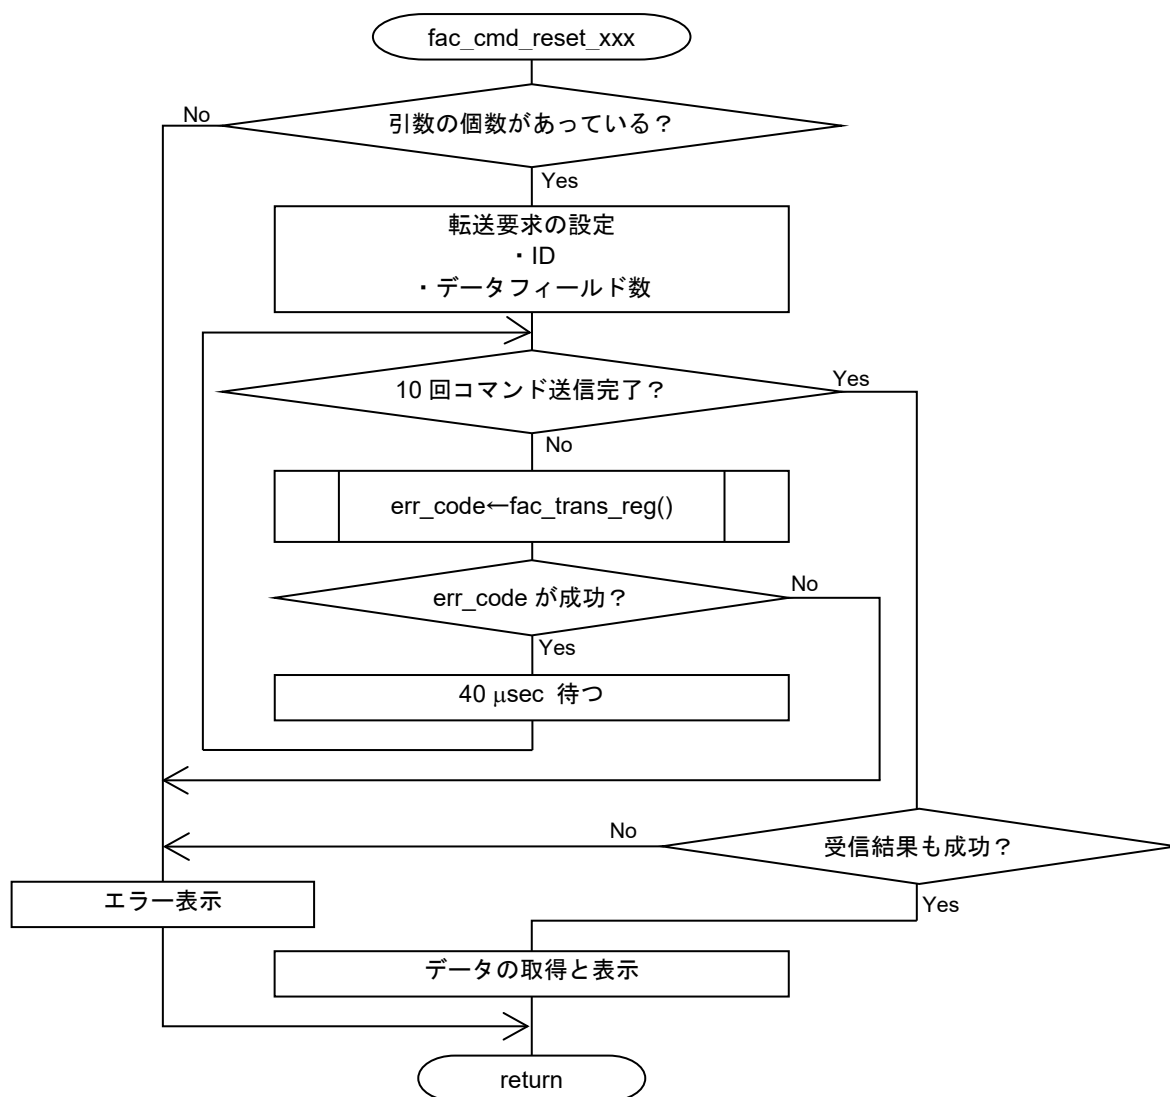 fac_cmd_reset_xxx
No
引数の個数があっている？
Yes
転送要求の設定
・ID
・データフィールド数
10 回コマンド送信完了？
Yes
No
err_code←fac_trans_reg()
err_code が成功？
No
Yes
40 μsec 待つ
No
受信結果も成功？
Yes
エラー表示
データの取得と表示
return